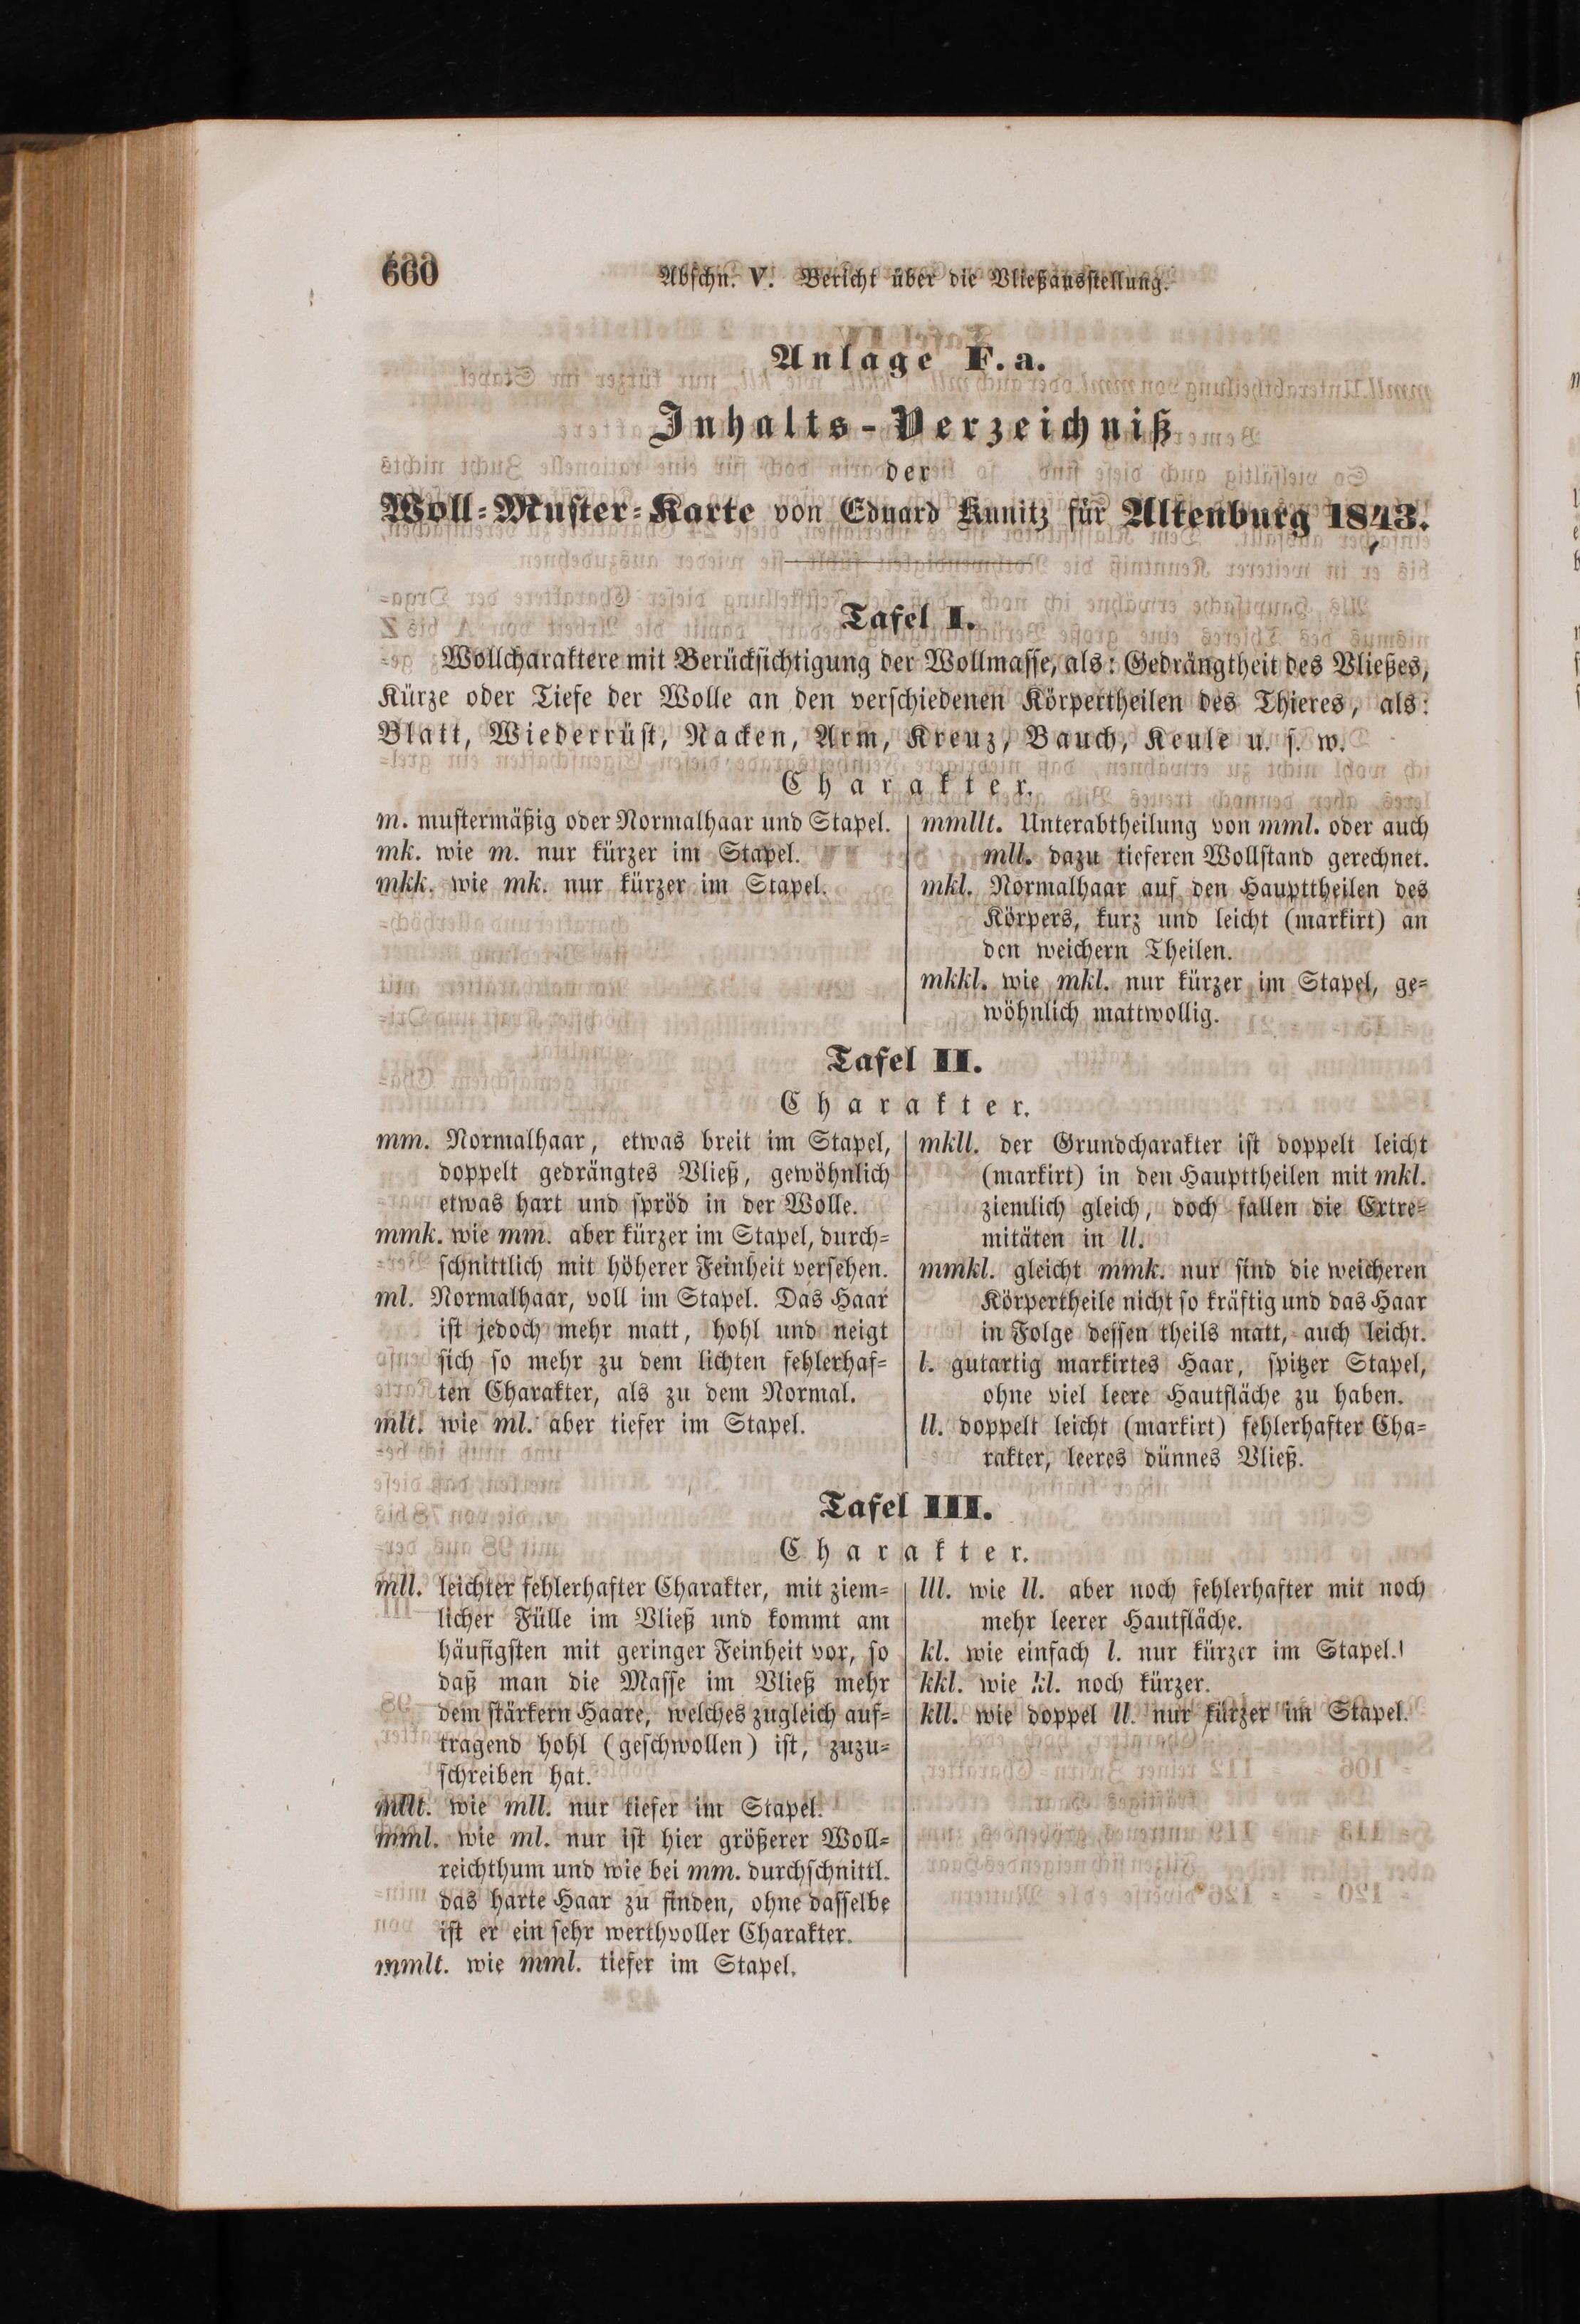 660
Abschn. V. Bericht über die Vließausstellung.
Anlage F. a.
Inhalts-Verzeichniß
der
Woll-Muster-Karte von Eduard Kunitz für Altenburg 1843.
Tafel I.
Wollcharaktere mit Berücksichtigung der Wollmasse, als: Gedrängtheit des Vließes,
Kürze oder Tiefe der Wolle an den verschiedenen Körpertheilen des Thieres, als:
Blatt, Wiederrüst, Nacken, Arm, Kreuz, Bauch, Keule u. s. w.
Charakter.
m. mustermäßig oder Normalhaar und Stapel.
mk. wie m. nur kürzer im Stapel.
mkk. wie mk. nur kürzer im Stapel.
mmllt. Unterabtheilung von mml. oder auch
mll. dazu tieferen Wollstand gerechnet.
mkl. Normalhaar auf den Haupttheilen des
Körpers, kurz und leicht (markirt) an
den weichern Theilen.
mkkl. wie mkl. nur kürzer im Stapel, ge-
wöhnlich mattwollig.
Tafel II.
Charakter.
mm. Normalhaar, etwas breit im Stapel,
doppelt gedrängtes Vließ, gewöhnlich
etwas hart und spröd in der Wolle.
mmk. wie mm. aber kürzer im Stapel, durch-
schnittlich mit höherer Feinheit versehen.
ml. Normalhaar, voll im Stapel. Das Haar
ist jedoch mehr matt, hohl und neigt
sich so mehr zu dem lichten fehlerhaf-
ten Charakter, als zu dem Normal.
mlt. wie ml. aber tiefer im Stapel.
mkll. der Grundcharakter ist doppelt leicht
(markirt) in den Haupttheilen mit mkl.
ziemlich gleich, doch fallen die Extre-
mitäten in ll.
mmkl. gleicht mmk. nur sind die weicheren
Körpertheile nicht so kräftig und das Haar
in Folge dessen theils matt, auch leicht.
l. gutartig markirtes Haar, spitzer Stapel,
ohne viel leere Hautfläche zu haben.
ll. doppelt leicht (markirt) fehlerhafter Cha-
rakter, leeres dünnes Vließ.
Tafel III.
Charakter.
mll. leichter fehlerhafter Charakter, mit ziem-
licher Fülle im Vließ und kommt am
häufigsten mit geringer Feinheit vor, so
daß man die Masse im Vließ mehr
dem stärkern Haare, welches zugleich auf-
tragend hohl (geschwollen) ist, zuzu-
schreiben hat.
mllt. wie mll. nur tiefer im Stapel.
mml. wie ml. nur ist hier größerer Woll-
reichthum und wie bei mm. durchschnittl.
das harte Haar zu finden, ohne dasselbe
ist er ein sehr werthvoller Charakter.
mmlt. wie mml. tiefer im Stapel.
lll. wie ll. aber noch fehlerhafter mit noch
mehr leerer Hautfläche.
kl. wie einfach l. nur kürzer im Stapel.
kkl. wie kl. noch kürzer.
kll. wie doppel ll. nur kürzer im Stapel.